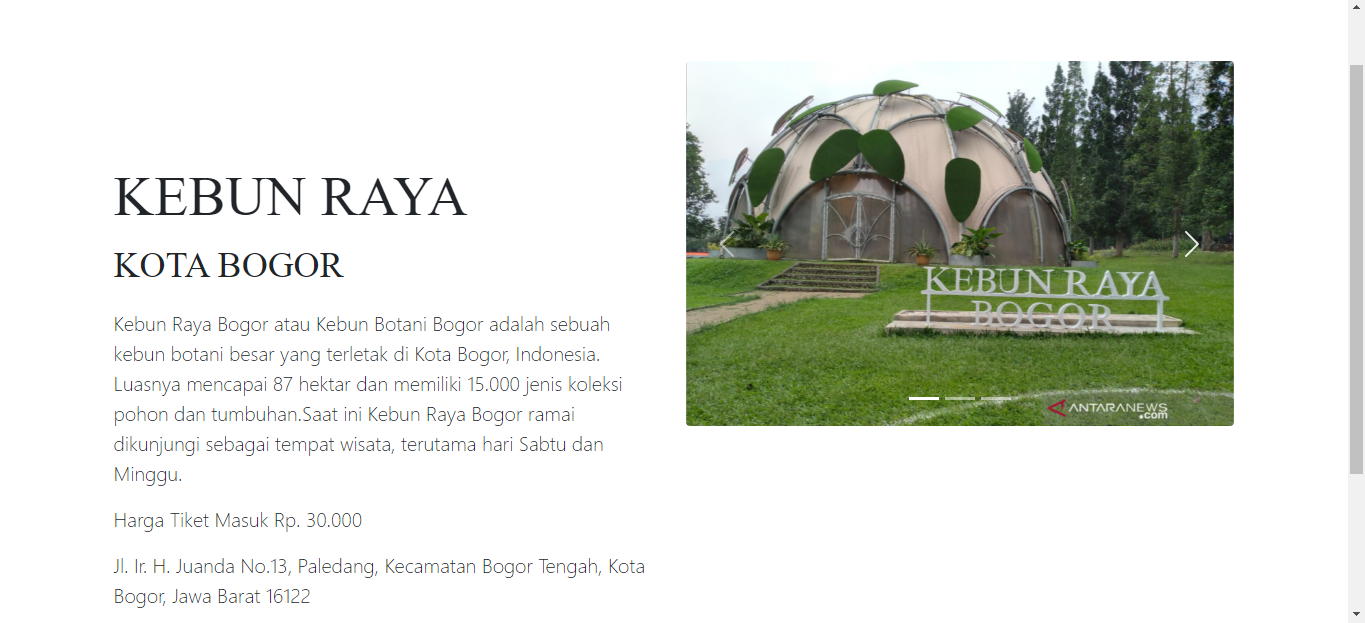 KEBUN RAYA
KOTA BOGOR
Kebun Raya Bogor atau Kebun Botani Bogor adalah sebuah
kebun botani besar yang terletak di Kota Bogor, Indonesia.
Luasnya mencapai 87 hektar dan memiliki 15.000 jenis koleksi
pohon dan tumbuhan.Saat ini Kebun Raya Bogor ramai
dikunjungi sebagai tempat wisata, terutama hari Sabtu dan
Minggu.
Harga Tiket Masuk Rp. 30.000
Jl. Ir. H. Juanda No.13, Paledang, Kecamatan Bogor Tengah, Kota
Bogor, Jawa Barat 16122
KEBUN RAYA
BOGOR
ANTARANEWS
.com